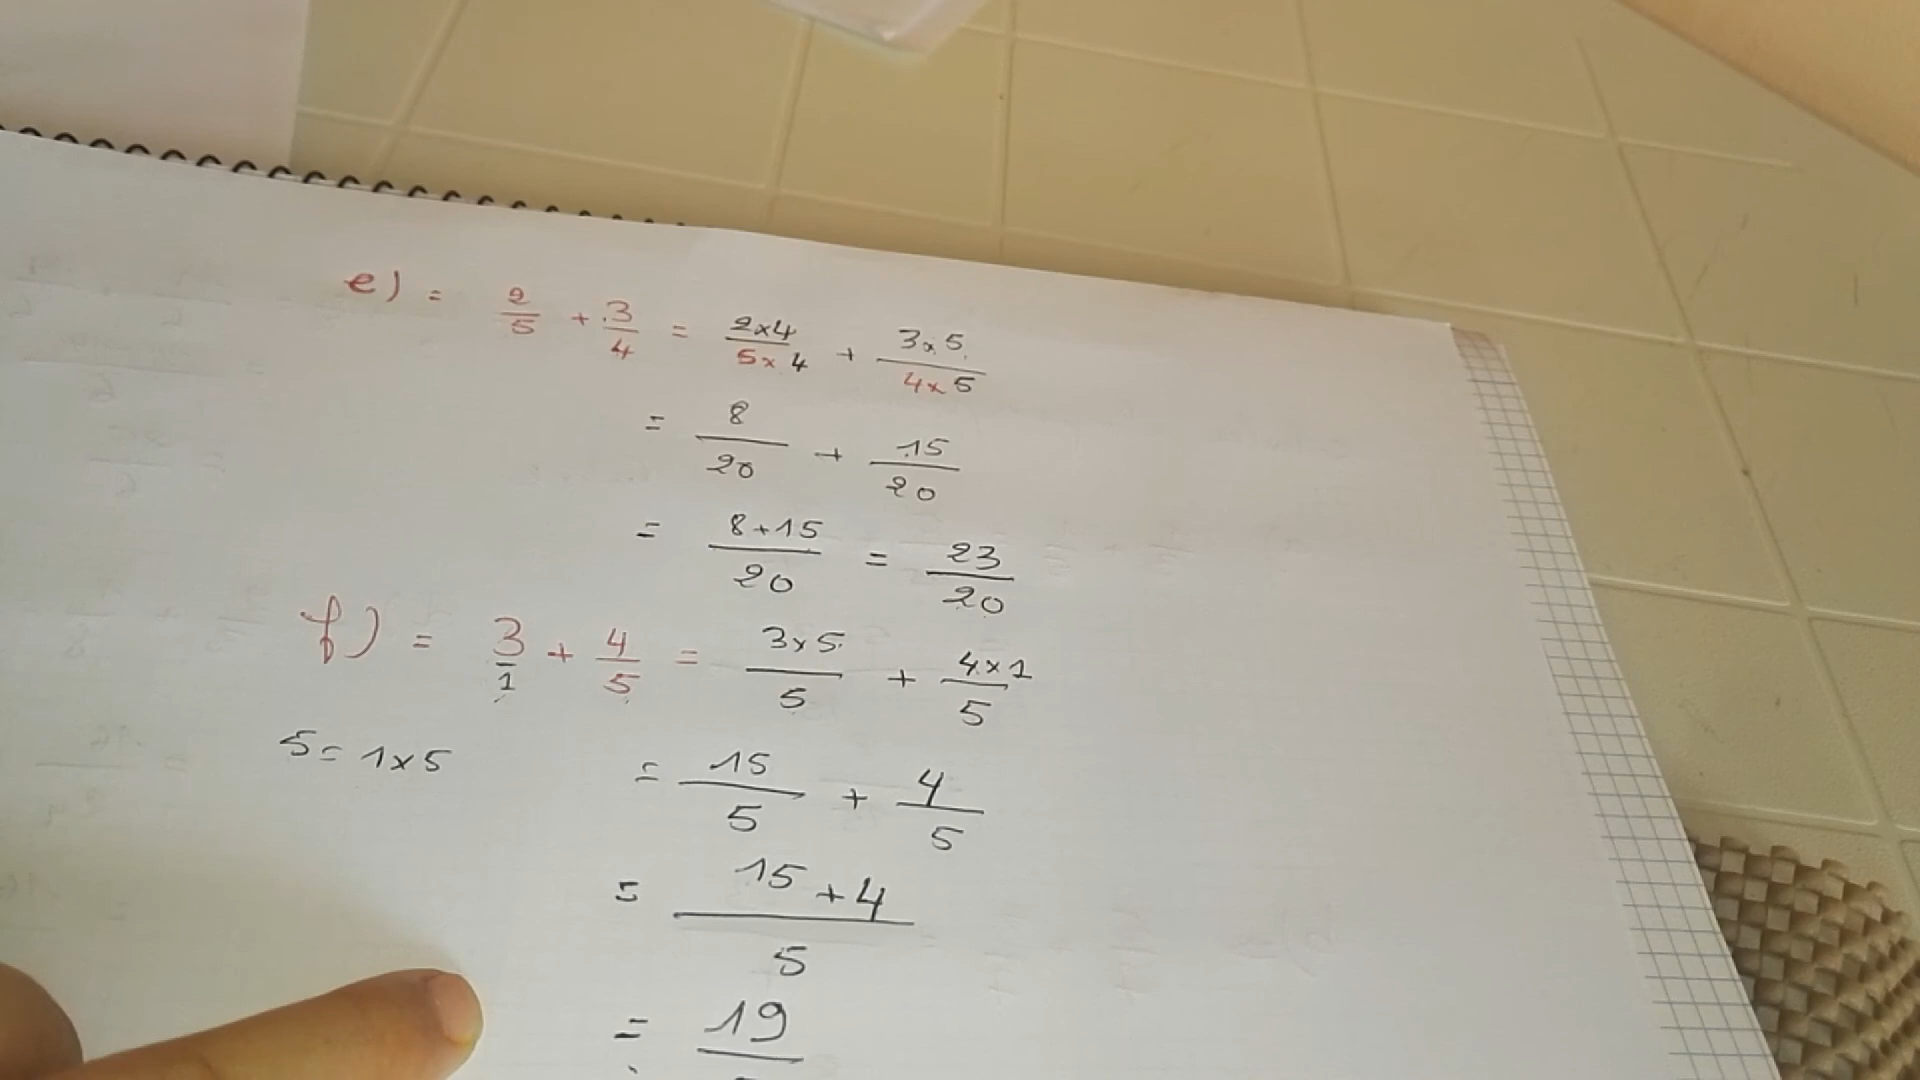 e) = 2/5 + 3/4 = 2x4/5x4 + 3x5/4x5
= 8/20 + 15/20
= 8+15/20 = 23/20
f) = 3/1 + 4/5 = 3x5/5 + 4x1/5
5 = 1x5 = 15/5 + 4/5
= 15+4/5
= 19